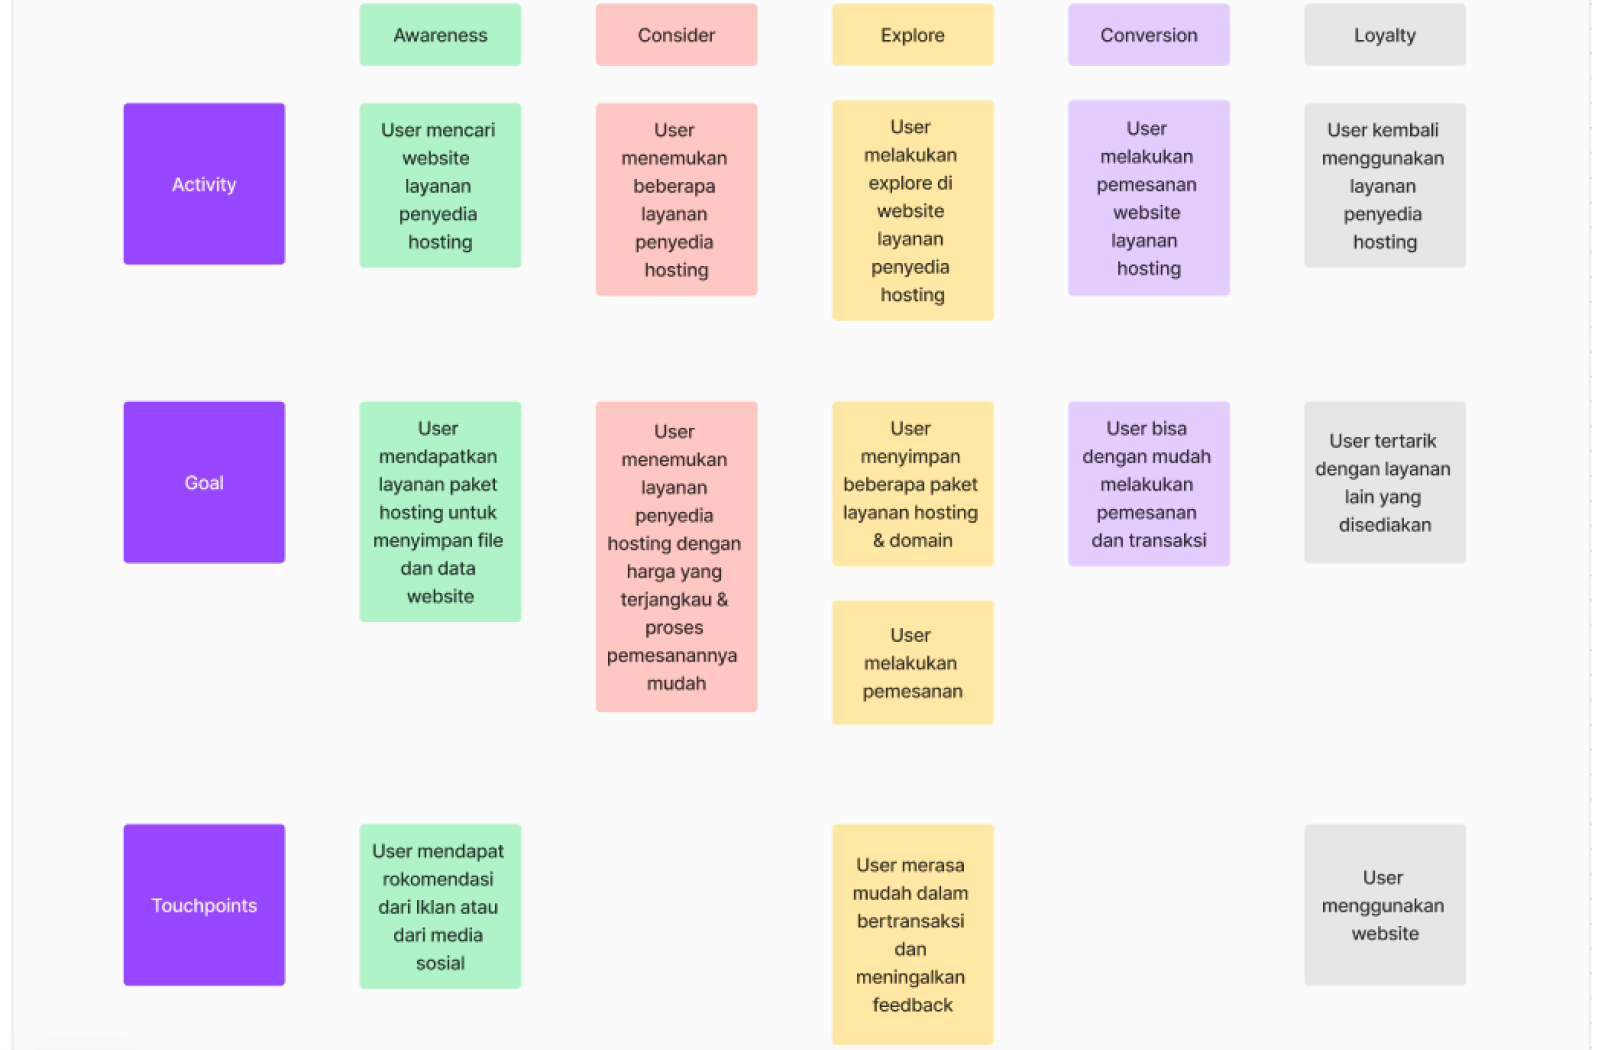 Awareness
Consider
Explore
Conversion
Loyalty
Activity
User mencari
website
layanan
penyedia
hosting
User
menemukan
beberapa
layanan
penyedia
hosting
User
melakukan
explore di
website
layanan
penyedia
hosting
User
melakukan
pemesanan
website
layanan
hosting
User kembali
menggunakan
layanan
penyedia
hosting
Goal
User
mendapatkan
layanan paket
hosting untuk
menyimpan file
dan data
website
User
menemukan
layanan
penyedia
hosting dengan
harga yang
terjangkau &
proses
pemesanannya
mudah
User
menyimpan
beberapa paket
layanan hosting
& domain
User
melakukan
pemesanan
User bisa
dengan mudah
melakukan
pemesanan
dan transaksi
User tertarik
dengan layanan
lain yang
disediakan
Touchpoints
User mendapat
rokomendasi
dari Iklan atau
dari media
sosial
User merasa
mudah dalam
bertransaksi
dan
meningalkan
feedback
User
menggunakan
website